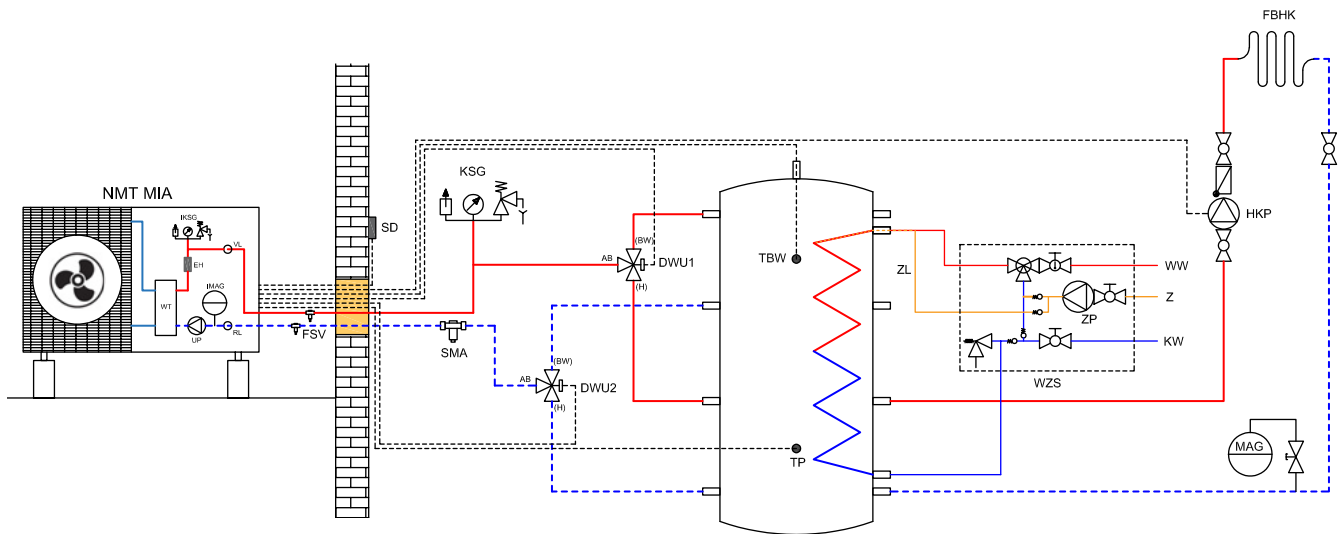 FBHK
NMT MIA
IKSG
VL
EH
IMAG
WT
UP
RL
FSV
SD
KSG
SMA
(BW)
AB
DWU1
(H)
(BW)
AB
DWU2
(H)
TBW
TP
ZL
HKP
WW
Z
ZP
KW
WZS
MAG